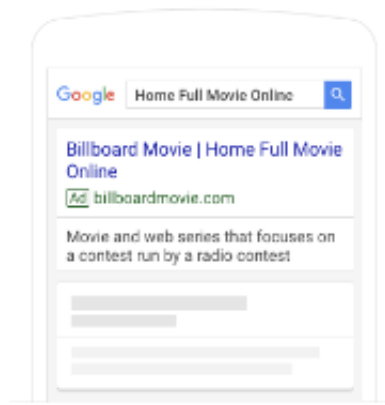 Google Home Full Movie Online
Billboard Movie | Home Full Movie
Online
Ad billboardmovie.com
Movie and web series that focuses on
a contest run by a radio contest